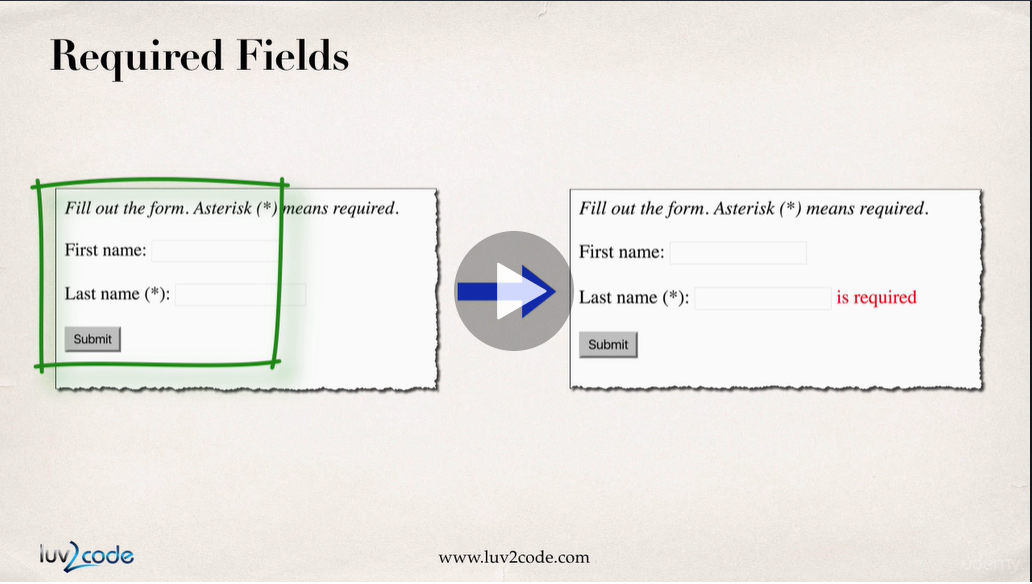 Required Fields
Fill out the form. Asterisk (*) means required.
First name:
Last name (*):
Submit
Fill out the form. Asterisk (*) means required.
First name:
Last name (*): is required
Submit
luv2code
www.luv2code.com
udemy